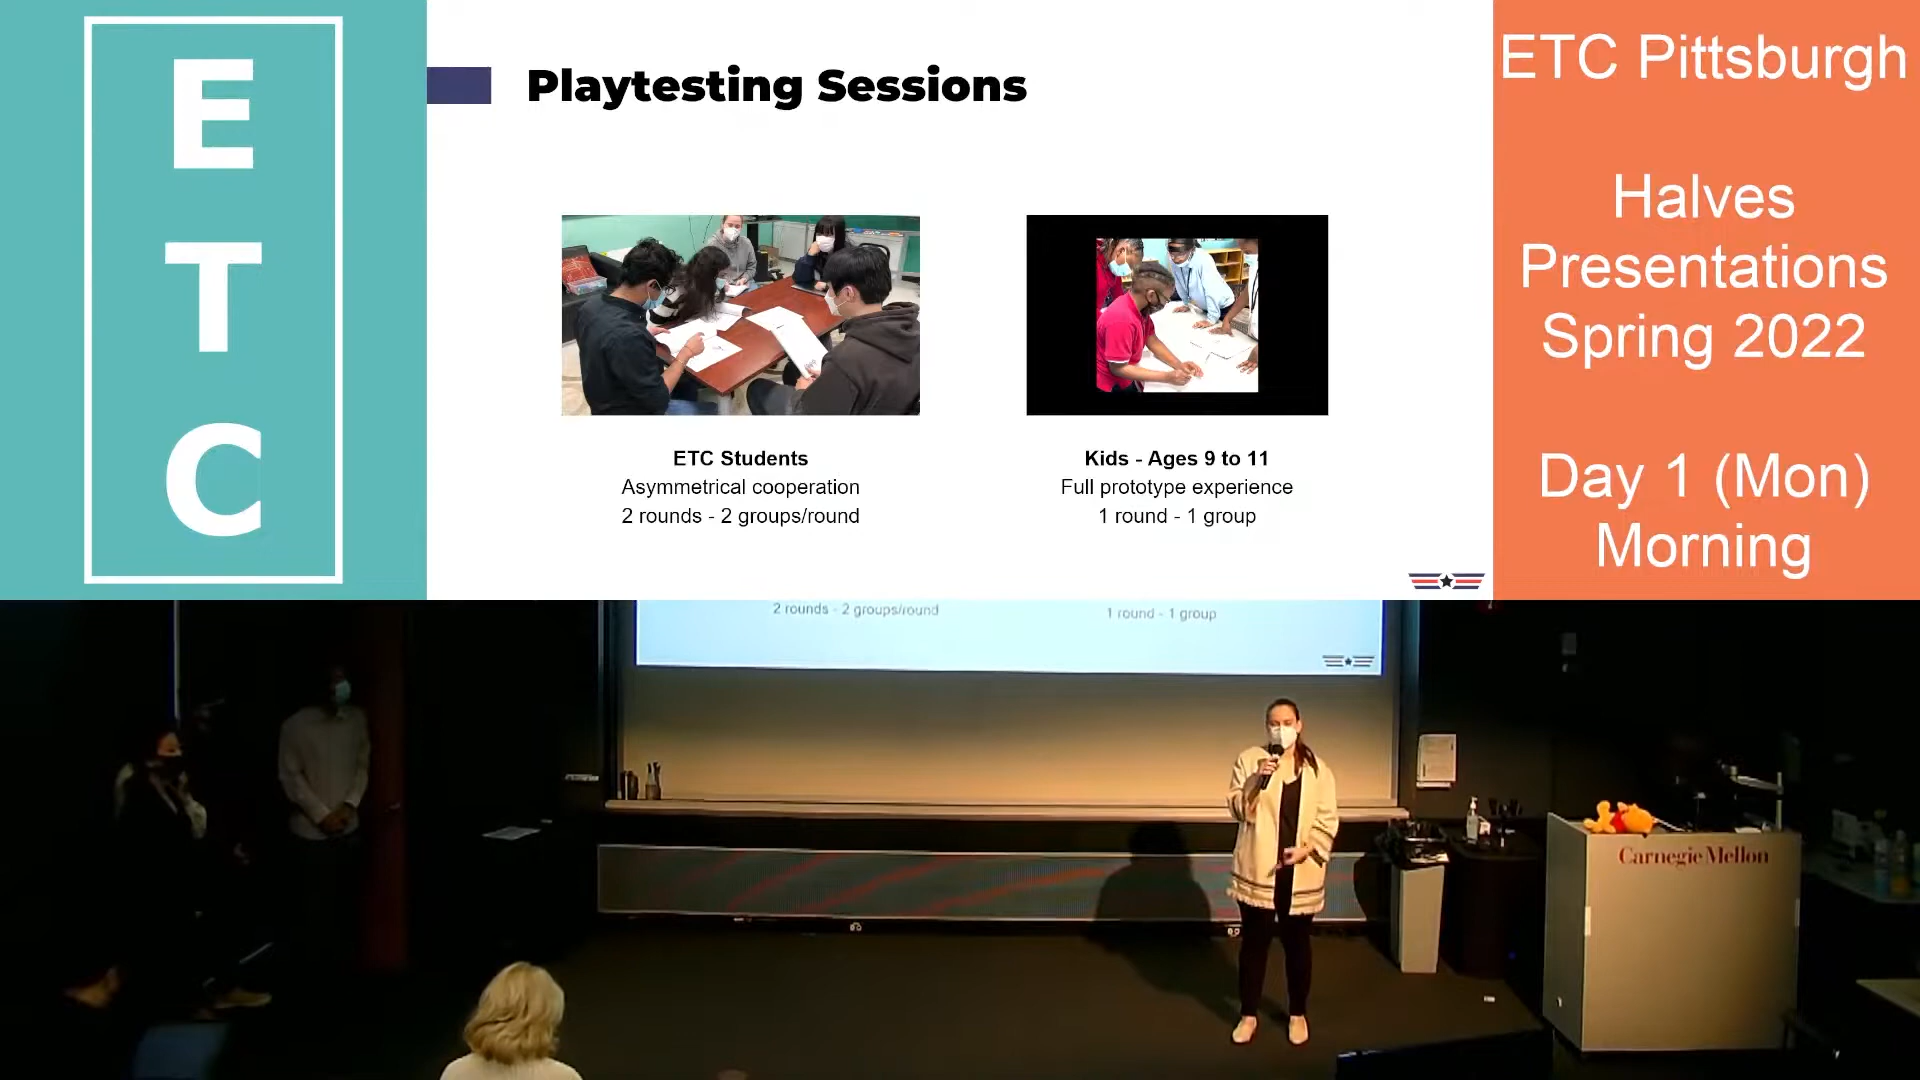 E
T
C
Playtesting Sessions
ETC Students
Asymmetrical cooperation
2 rounds - 2 groups/round
Kids - Ages 9 to 11
Full prototype experience
1 round - 1 group
ETC Pittsburgh
Halves
Presentations
Spring 2022
Day 1 (Mon)
Morning
2 rounds - 2 groups/round
1 round - 1 group
Carnegie Mellon